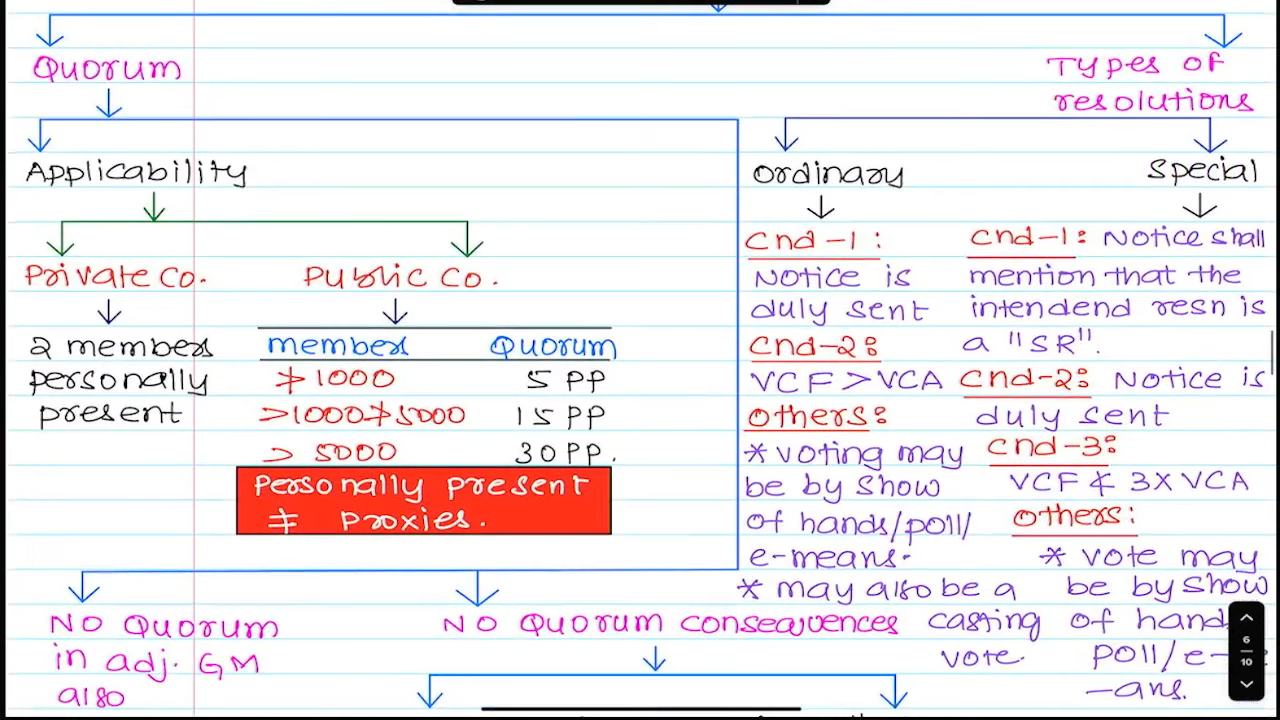 Quorum
Applicability
Private Co.
2 members
personally
present
Public Co.
members Quorum
≯ 1000 5 PP
>1000 ≯ 5000 15 PP
> 5000 30 PP.
Personally present
≠ Proxies.
No Quorum
in adj. GM
also
No Quorum consequences
Types of
resolutions
Ordinary
Cnd-1:
Notice is
duly sent
Cnd-2:
VCF > VCA
Others:
* voting may
be by show
of hands/poll/
e-means.
* may also be a
casting
vote.
Special
Cnd-1: Notice shall
mention that the
intendend resn is
a "SR".
Cnd-2: Notice is
duly sent
Cnd-3:
VCF ≮ 3X VCA
Others:
* vote may
be by show
of hand
poll/e-
-ans.
6
10